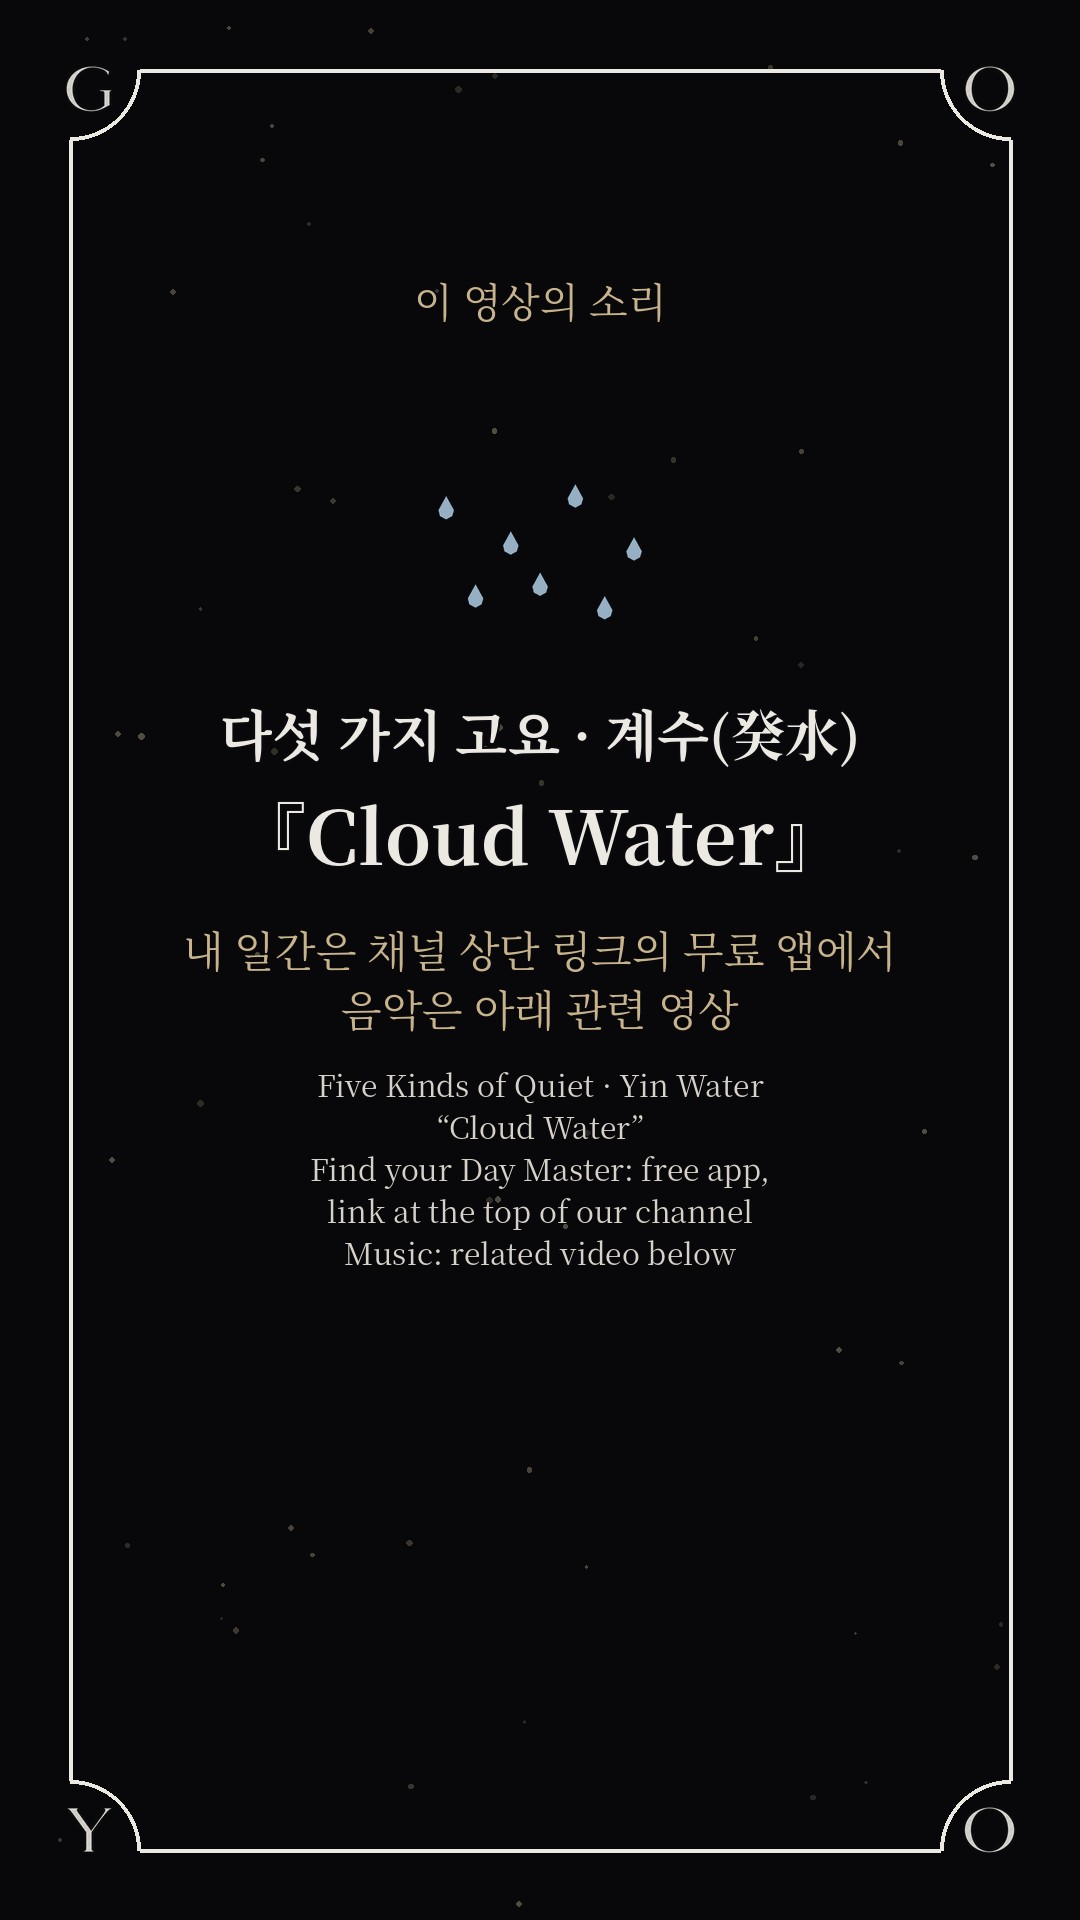 G O
이 영상의 소리
다섯 가지 고요 · 계수(癸水)
『Cloud Water』
내 일간은 채널 상단 링크의 무료 앱에서
음악은 아래 관련 영상
Five Kinds of Quiet · Yin Water
“Cloud Water”
Find your Day Master: free app,
link at the top of our channel
Music: related video below
Y O